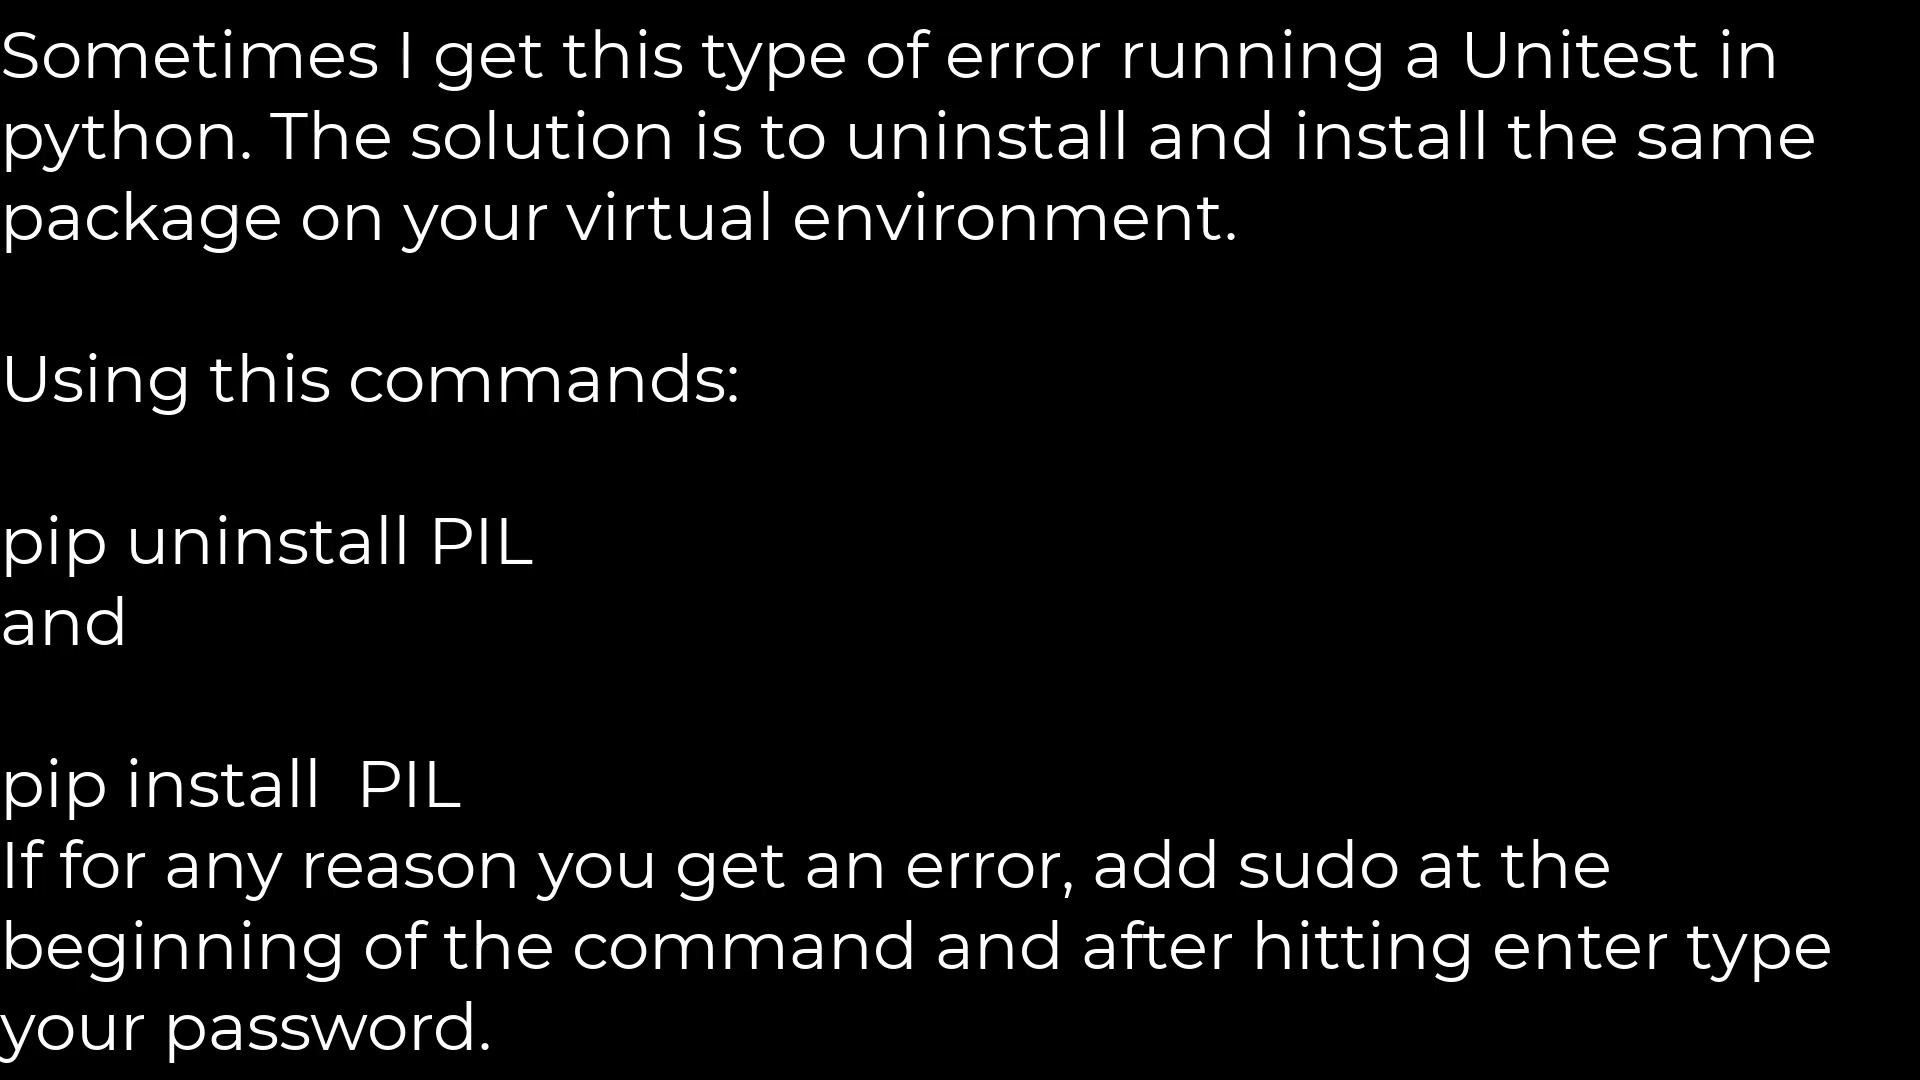 Sometimes I get this type of error running a Unitest in
python. The solution is to uninstall and install the same
package on your virtual environment.
Using this commands:
pip uninstall PIL
and
pip install  PIL
If for any reason you get an error, add sudo at the
beginning of the command and after hitting enter type
your password.